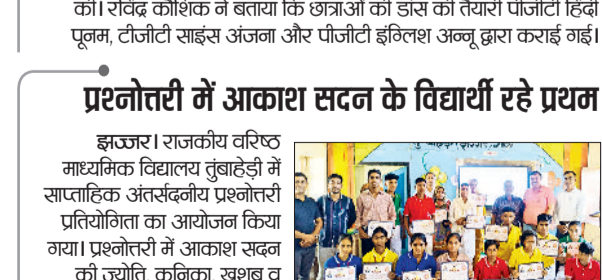 की। रविंद्र कौशिक ने बताया कि छात्राओं की डांस की तैयारी पीजीटी हिंदी
पूनम, टीजीटी साइंस अंजना और पीजीटी इंग्लिश अन्नू द्वारा कराई गई।
प्रश्नोत्तरी में आकाश सदन के विद्यार्थी रहे प्रथम
झज्जर। राजकीय वरिष्ठ
माध्यमिक विद्यालय तुंबाहेड़ी में
साप्ताहिक अंतर्सदनीय प्रश्नोत्तरी
प्रतियोगिता का आयोजन किया
गया। प्रश्नोत्तरी में आकाश सदन
की ज्योति, कनिका, खुशबू व